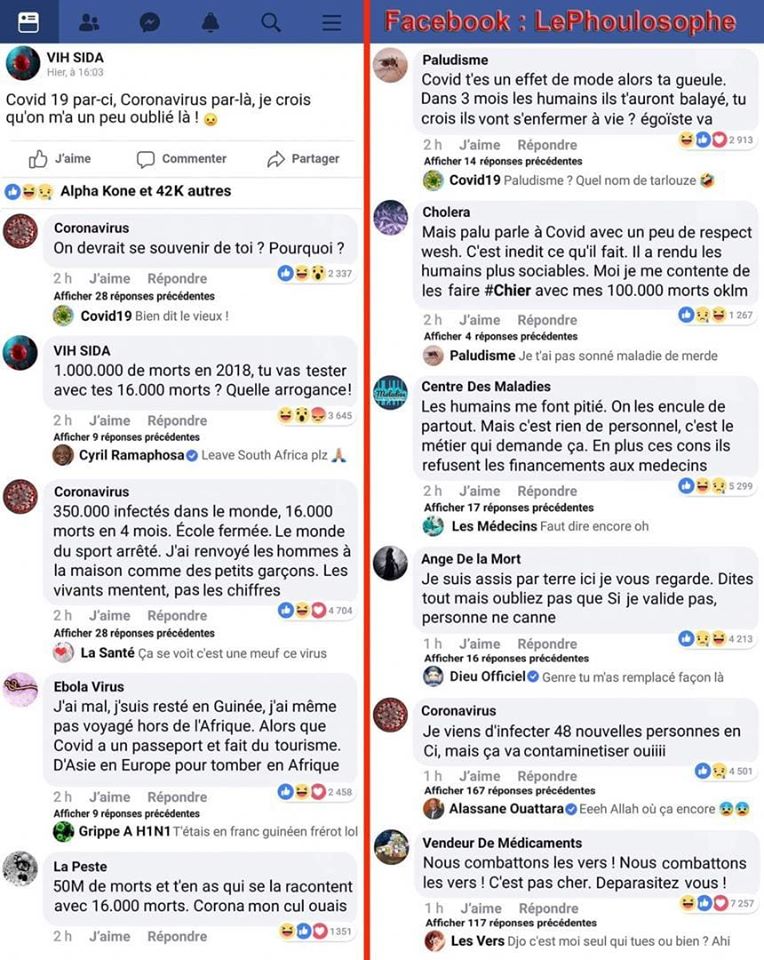 VIH SIDA
Hier, à 16:03
Covid 19 par-ci, Coronavirus par-là, je crois
qu'on m'a un peu oublié là !
J'aime
Commenter
Partager
Alpha Kone et 42K autres
Coronavirus
On devrait se souvenir de toi ? Pourquoi ?
2 h J'aime Répondre 2 337
Afficher 28 réponses précédentes
Covid19 Bien dit le vieux !
VIH SIDA
1.000.000 de morts en 2018, tu vas tester
avec tes 16.000 morts ? Quelle arrogance!
2 h J'aime Répondre 3 645
Afficher 9 réponses précédentes
Cyril Ramaphosa Leave South Africa plz
Coronavirus
350.000 infectés dans le monde, 16.000
morts en 4 mois. École fermée. Le monde
du sport arrêté. J'ai renvoyé les hommes à
la maison comme des petits garçons. Les
vivants mentent, pas les chiffres
2 h J'aime Répondre 4 704
Afficher 28 réponses précédentes
La Santé Ça se voit c'est une meuf ce virus
Ebola Virus
J'ai mal, j'suis resté en Guinée, j'ai même
pas voyagé hors de l'Afrique. Alors que
Covid a un passeport et fait du tourisme.
D'Asie en Europe pour tomber en Afrique
2 h J'aime Répondre 2 458
Afficher 9 réponses précédentes
Grippe A H1N1 T'étais en franc guinéen frérot lol
La Peste
50M de morts et t'en as qui se la racontent
avec 16.000 morts. Corona mon cul ouais
2 h J'aime Répondre 1351
Facebook : LePhoulosophe
Paludisme
Covid t'es un effet de mode alors ta gueule.
Dans 3 mois les humains ils t'auront balayé, tu
crois ils vont s'enfermer à vie ? égoïste va
2 h J'aime Répondre 2 913
Afficher 14 réponses précédentes
Covid19 Paludisme ? Quel nom de tarlouze
Cholera
Mais palu parle à Covid avec un peu de respect
wesh. C'est inedit ce qu'il fait. Il a rendu les
humains plus sociables. Moi je me contente de
les faire #Chier avec mes 100.000 morts oklm
2 h J'aime Répondre 1 267
Afficher 4 réponses précédentes
Paludisme Je t'ai pas sonné maladie de merde
Maladies
Centre Des Maladies
Les humains me font pitié. On les encule de
partout. Mais c'est rien de personnel, c'est le
métier qui demande ça. En plus ces cons ils
refusent les financements aux medecins
2 h J'aime Répondre 5 299
Afficher 17 réponses précédentes
Les Médecins Faut dire encore oh
Ange De la Mort
Je suis assis par terre ici je vous regarde. Dites
tout mais oubliez pas que Si je valide pas,
personne ne canne
1 h J'aime Répondre 4 213
Afficher 16 réponses précédentes
Dieu Officiel Genre tu m'as remplacé façon là
Coronavirus
Je viens d'infecter 48 nouvelles personnes en
Ci, mais ça va contaminetiser ouiiii
1 h J'aime Répondre 4 501
Afficher 167 réponses précédentes
Alassane Ouattara Eeeh Allah où ça encore
Vendeur De Médicaments
Nous combattons les vers ! Nous combattons
les vers ! C'est pas cher. Deparasitez vous !
1 h J'aime Répondre 7 257
Afficher 117 réponses précédentes
Les Vers Djo c'est moi seul qui tues ou bien ? Ahi